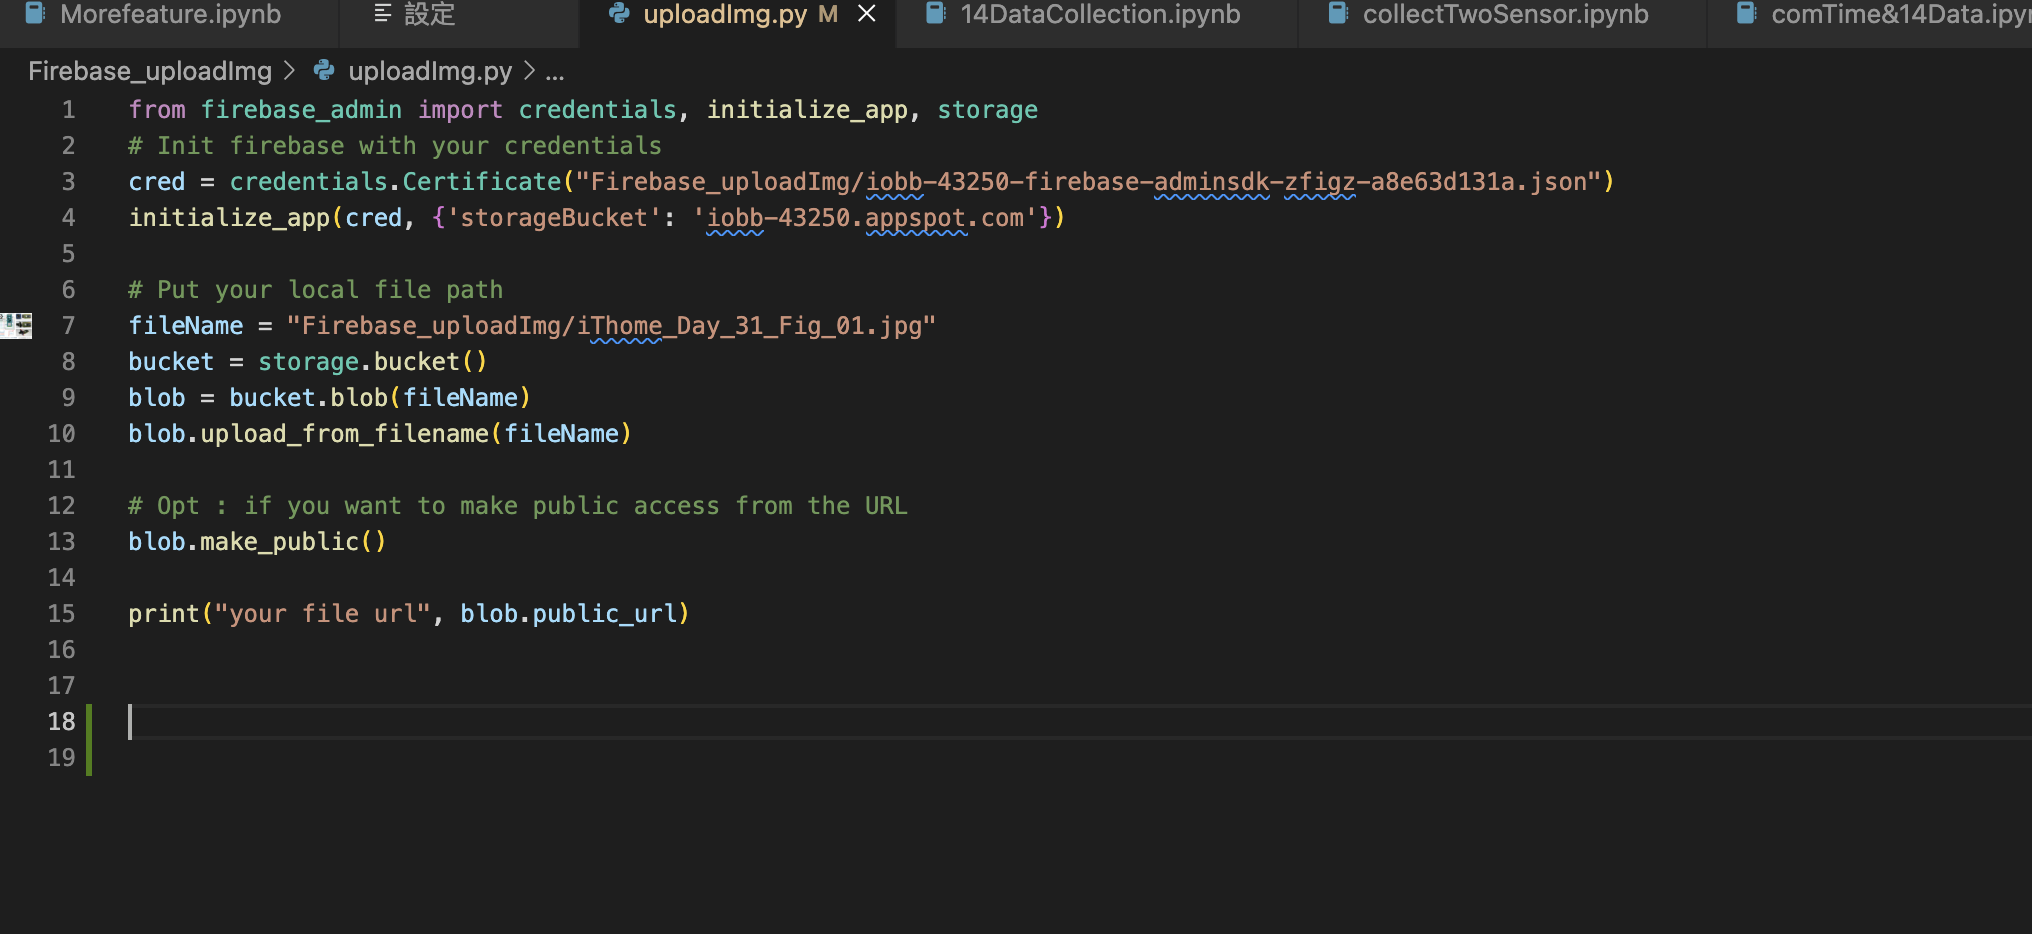 Morefeature.ipynb 設定 uploadImg.py M 14DataCollection.ipynb collectTwoSensor.ipynb comTime&14Data.ipyn
Firebase_uploadImg > uploadImg.py > ...
1 from firebase_admin import credentials, initialize_app, storage
2 # Init firebase with your credentials
3 cred = credentials.Certificate("Firebase_uploadImg/iobb-43250-firebase-adminsdk-zfigz-a8e63d131a.json")
4 initialize_app(cred, {'storageBucket': 'iobb-43250.appspot.com'})
5
6 # Put your local file path
7 fileName = "Firebase_uploadImg/iThome_Day_31_Fig_01.jpg"
8 bucket = storage.bucket()
9 blob = bucket.blob(fileName)
10 blob.upload_from_filename(fileName)
11
12 # Opt : if you want to make public access from the URL
13 blob.make_public()
14
15 print("your file url", blob.public_url)
16
17
18
19